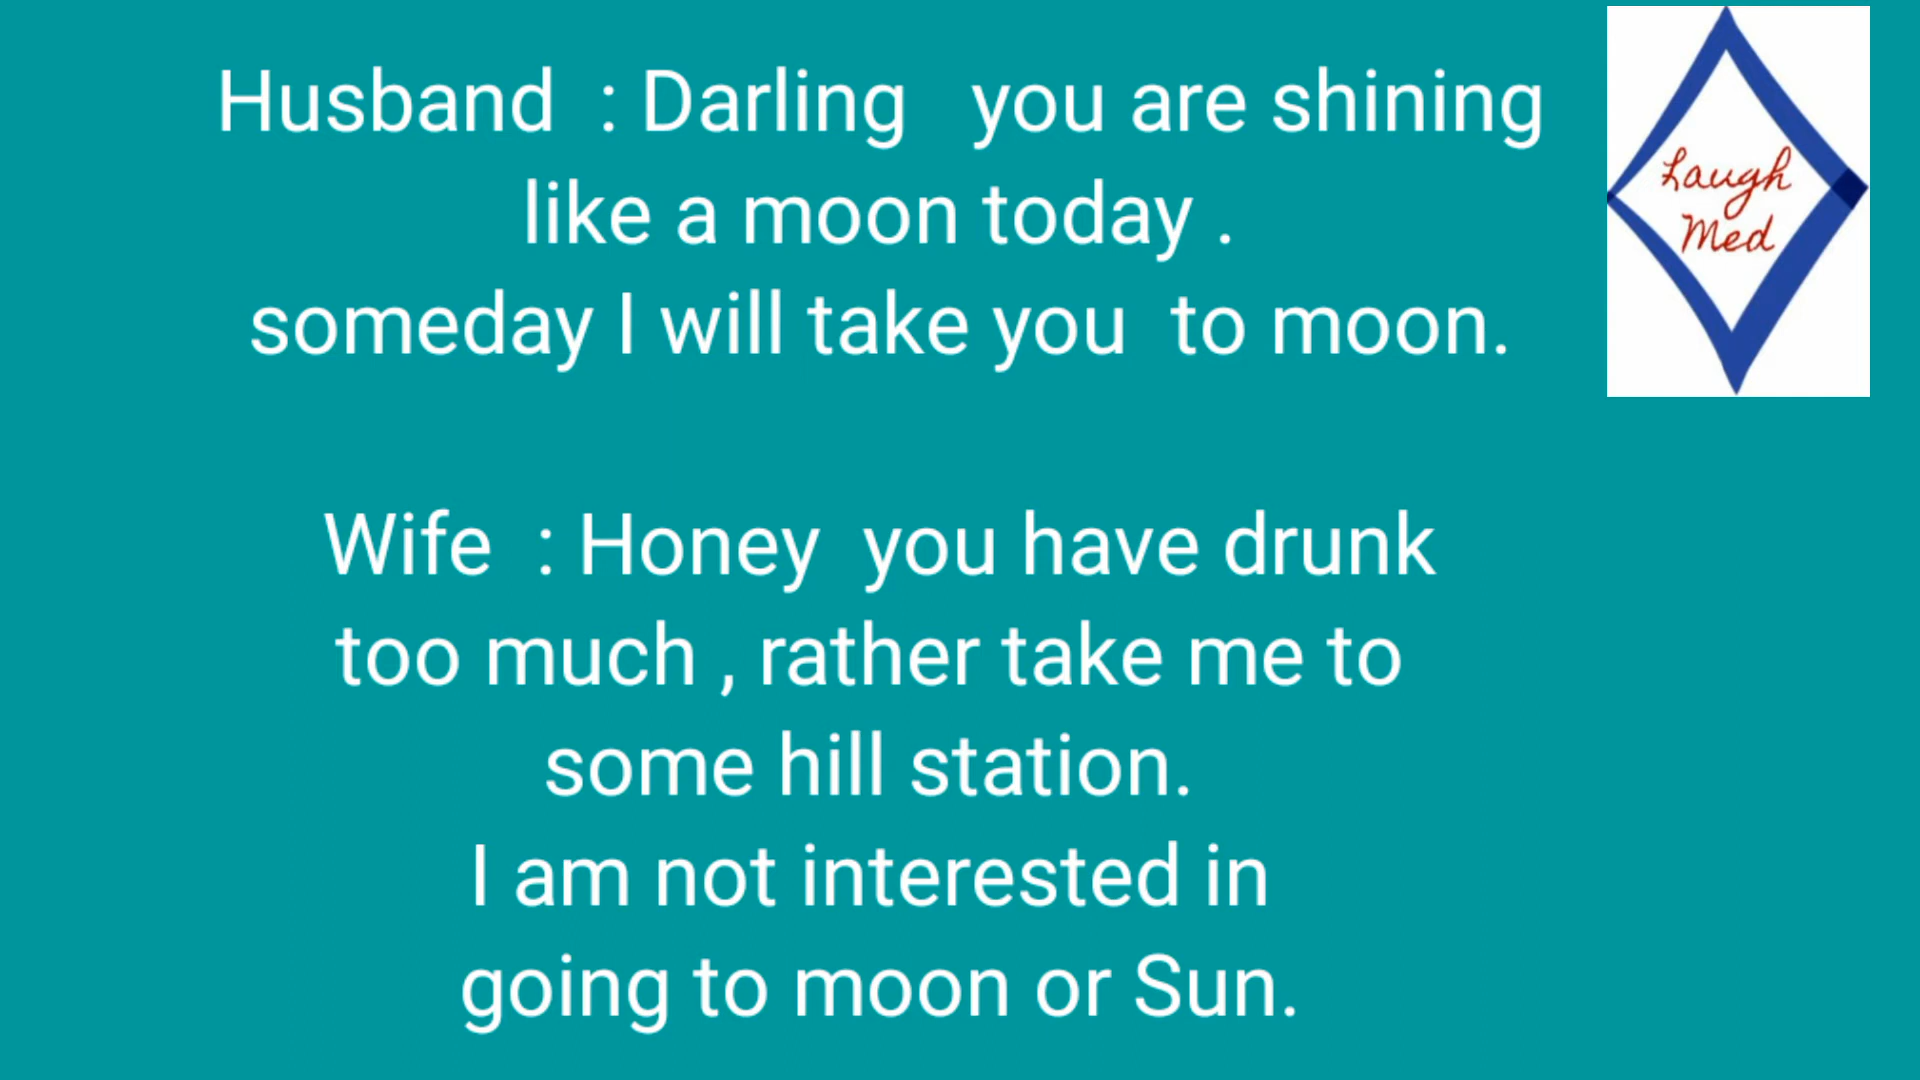 Husband : Darling you are shining
like a moon today .
someday I will take you to moon.
Wife : Honey you have drunk
too much , rather take me to
some hill station.
I am not interested in
going to moon or Sun.
Laugh
Med